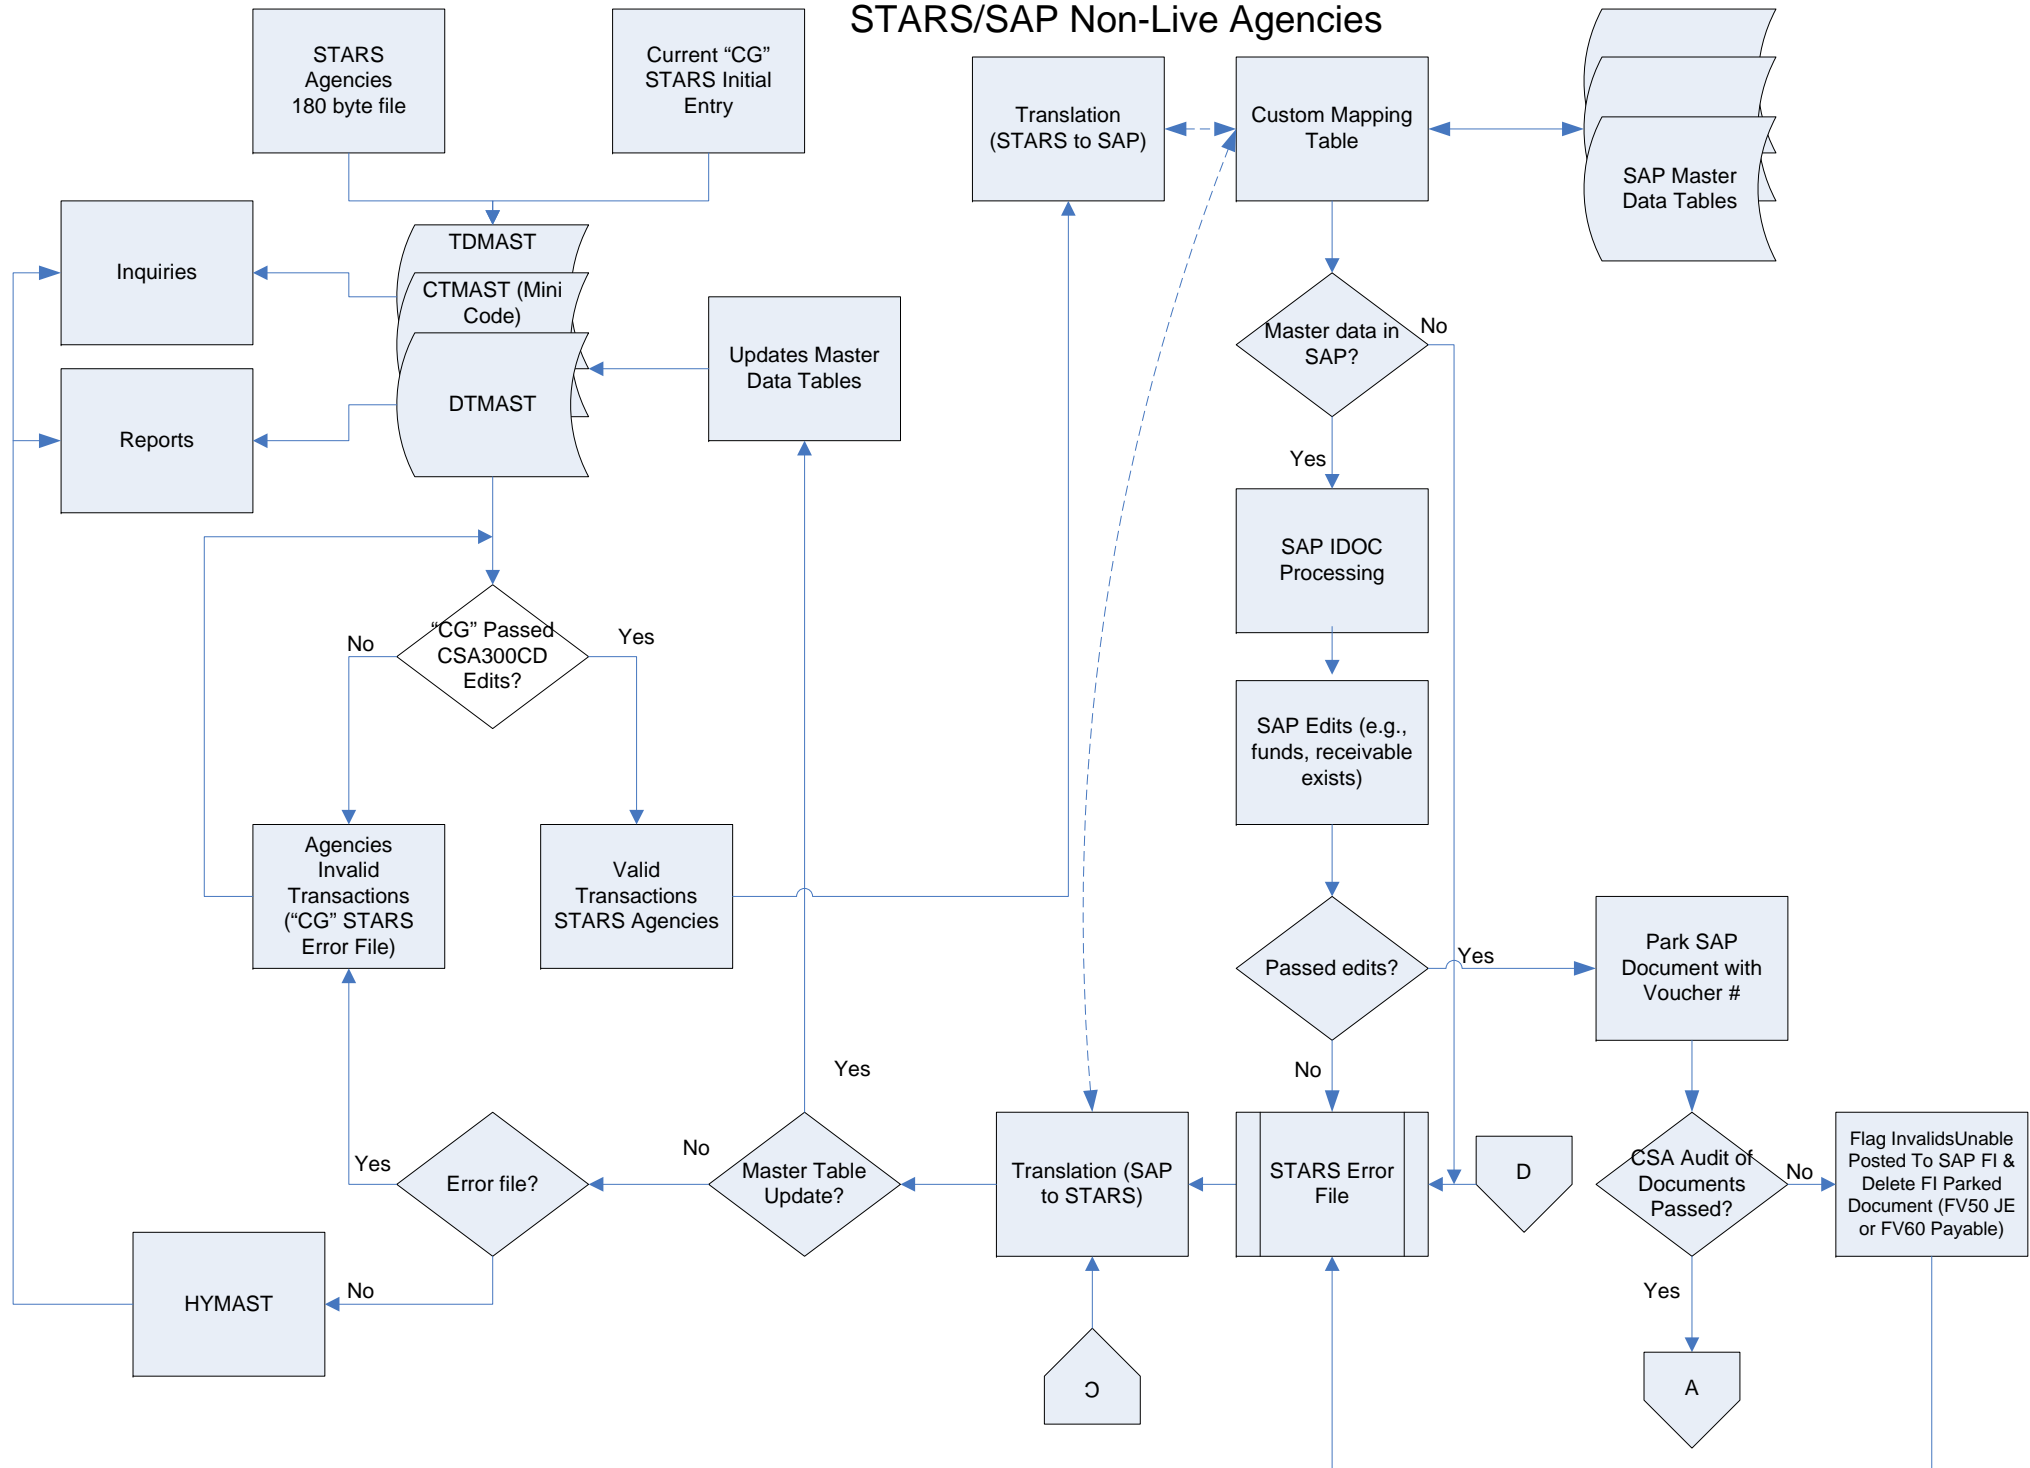 STARS/SAP Non-Live Agencies
STARS
Agencies
180 byte file
Current “CG”
STARS Initial
Entry
Translation
(STARS to SAP)
Custom Mapping
Table
SAP Master
Data Tables
TDMAST
CTMAST (Mini
Code)
DTMAST
Inquiries
Reports
Updates Master
Data Tables
Master data in
SAP?
No
Yes
SAP IDOC
Processing
“CG” Passed
CSA300CD
Edits?
No
Yes
SAP Edits (e.g.,
funds, receivable
exists)
Agencies
Invalid
Transactions
(“CG” STARS
Error File)
Valid
Transactions
STARS Agencies
Passed edits?
Yes
No
Park SAP
Document with
Voucher #
Yes
No
Yes
Error file?
Master Table
Update?
Translation (SAP
to STARS)
STARS Error
File
D
CSA Audit of
Documents
Passed?
No
Flag InvalidsUnable
Posted To SAP FI &
Delete FI Parked
Document (FV50 JE
or FV60 Payable)
Yes
HYMAST
No
C
A